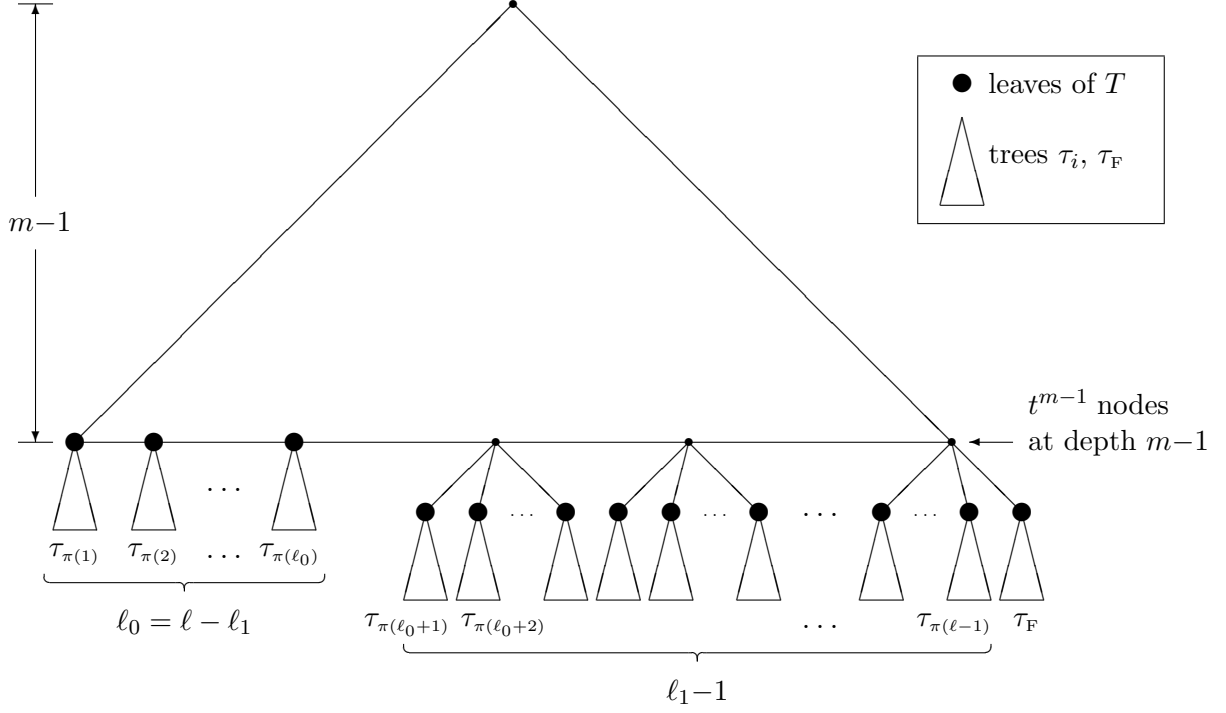 leaves of T
trees τ_i, τ_F
m−1
t^{m−1} nodes
at depth m−1
...
...
...
...
...
τ_{π(1)} τ_{π(2)} ... τ_{π(ℓ_0)}
ℓ_0 = ℓ − ℓ_1
τ_{π(ℓ_0+1)} τ_{π(ℓ_0+2)} ... τ_{π(ℓ−1)} τ_F
ℓ_1−1